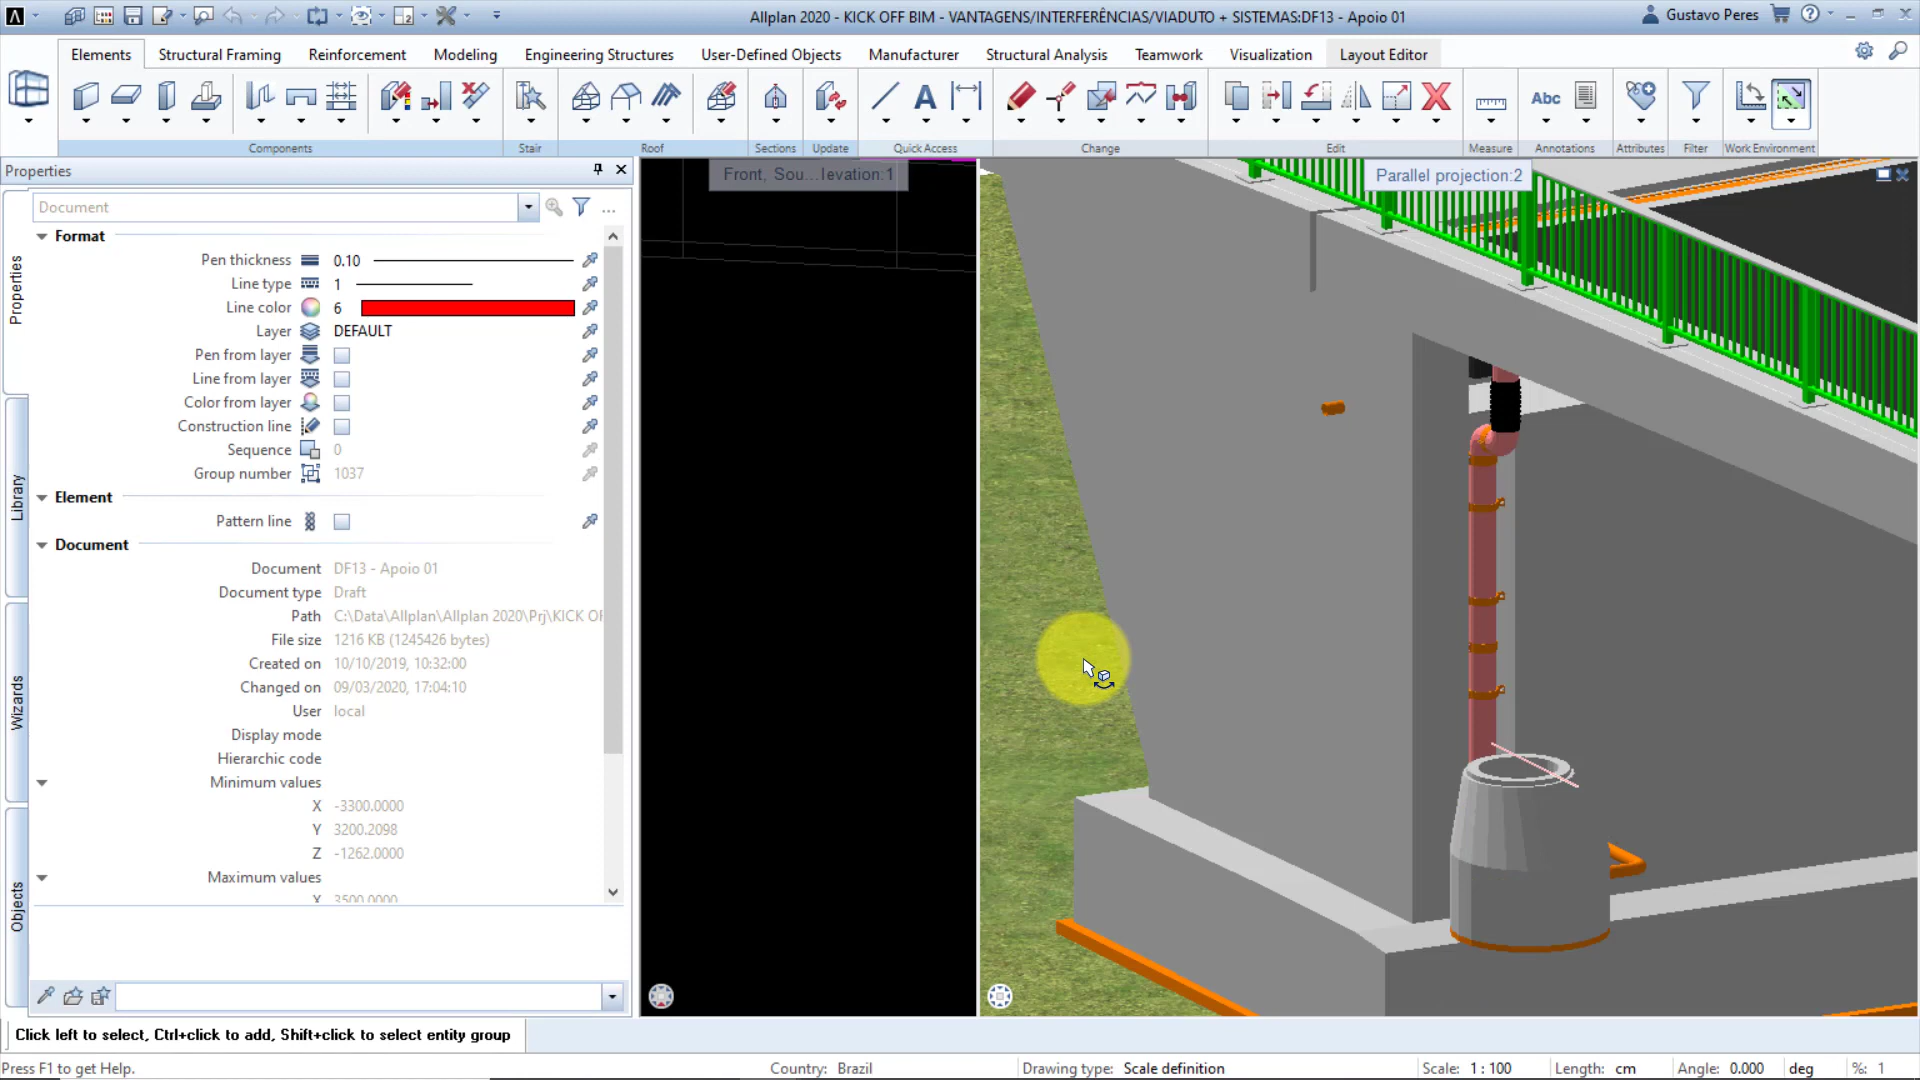 Allplan 2020 - KICK OFF BIM - VANTAGENS/INTERFERÊNCIAS/VIADUTO + SISTEMAS:DF13 - Apoio 01
Gustavo Peres
Elements
Structural Framing
Reinforcement
Modeling
Engineering Structures
User-Defined Objects
Manufacturer
Structural Analysis
Teamwork
Visualization
Layout Editor
Abc
Components
Stair
Roof
Sections
Update
Quick Access
Change
Edit
Measure
Annotations
Attributes
Filter
Work Environment
Properties
Document
Format
Pen thickness 0.10
Line type 1
Line color 6
Layer DEFAULT
Pen from layer
Line from layer
Color from layer
Construction line
Sequence 0
Group number 1037
Element
Pattern line
Document
Document DF13 - Apoio 01
Document type Draft
Path C:\Data\Allplan\Allplan 2020\Prj\KICK OF
File size 1216 KB (1245426 bytes)
Created on 10/10/2019, 10:32:00
Changed on 09/03/2020, 17:04:10
User local
Display mode
Hierarchic code
Minimum values
X -3300.0000
Y 3200.2098
Z -1262.0000
Maximum values
X 3500.0000
Properties
Library
Wizards
Objects
Front, Sou...levation:1
Parallel projection:2
Click left to select, Ctrl+click to add, Shift+click to select entity group
Press F1 to get Help.
Country: Brazil
Drawing type: Scale definition
Scale: 1 : 100
Length: cm
Angle: 0.000 deg
%: 1